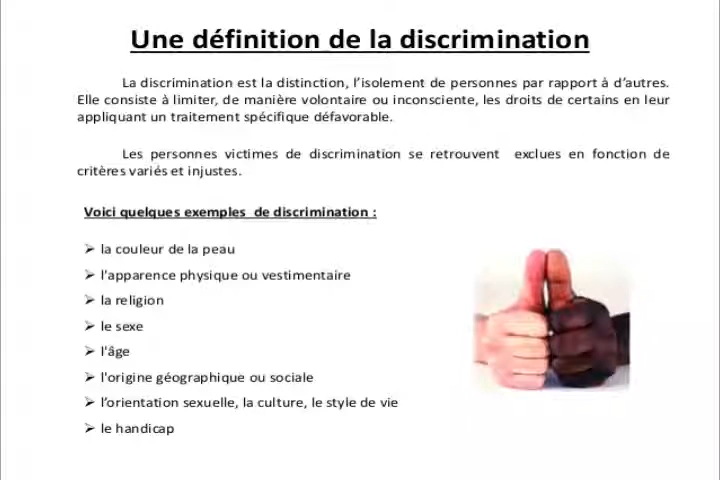 Une définition de la discrimination
La discrimination est la distinction, l’isolement de personnes par rapport à d’autres.
Elle consiste à limiter, de manière volontaire ou inconsciente, les droits de certains en leur
appliquant un traitement spécifique défavorable.
Les personnes victimes de discrimination se retrouvent exclues en fonction de
critères variés et injustes.
Voici quelques exemples de discrimination :
➢ la couleur de la peau
➢ l'apparence physique ou vestimentaire
➢ la religion
➢ le sexe
➢ l'âge
➢ l'origine géographique ou sociale
➢ l’orientation sexuelle, la culture, le style de vie
➢ le handicap